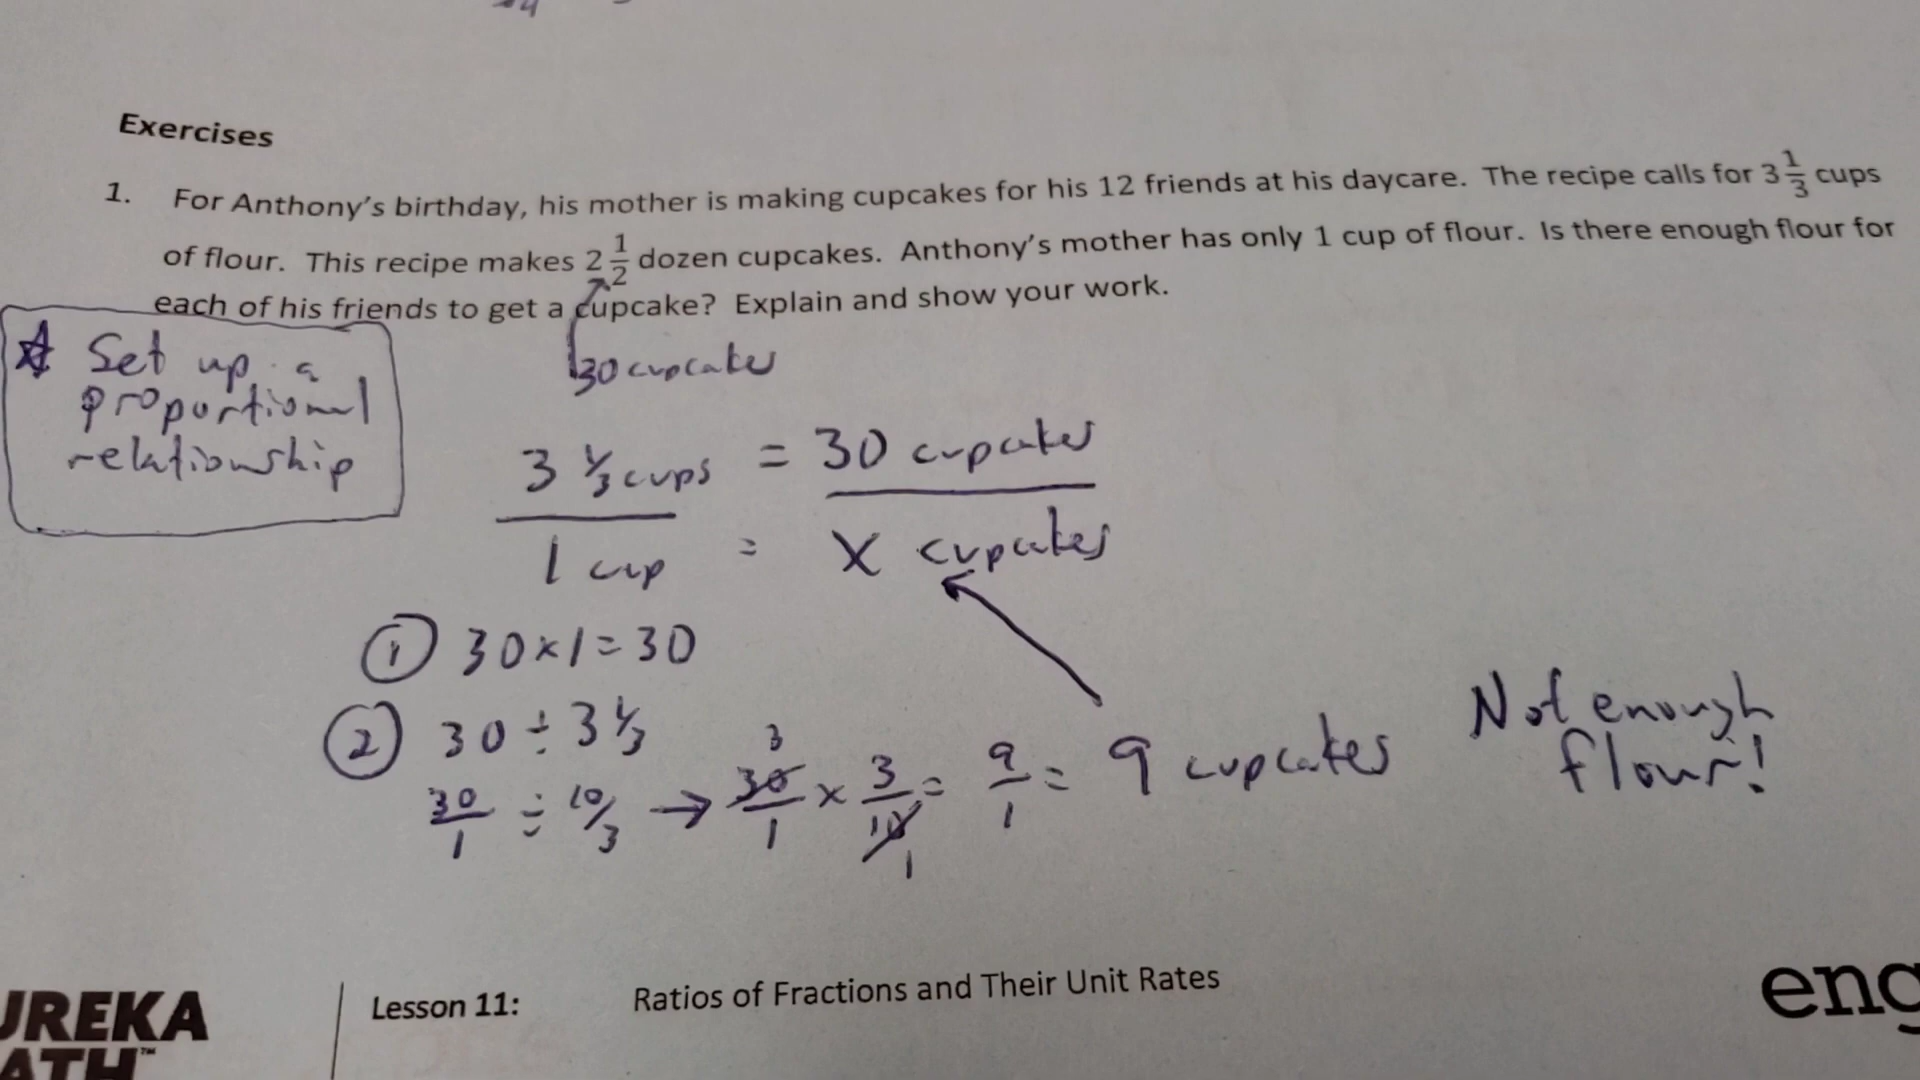 Exercises
1. For Anthony's birthday, his mother is making cupcakes for his 12 friends at his daycare. The recipe calls for 3 1/3 cups
of flour. This recipe makes 2 1/2 dozen cupcakes. Anthony's mother has only 1 cup of flour. Is there enough flour for
each of his friends to get a cupcake? Explain and show your work.
☆ Set up a
proportional
relationship
30 cupcakes
3 1/3 cups = 30 cupcakes
1 cup = x cupcakes
① 30 x 1 = 30
② 30 ÷ 3 1/3
30/1 ÷ 10/3 → 30/1 x 3/10 = 9/1 = 9 cupcakes
3
1
Not enough
flour!
UREKA
ATH™
Lesson 11: Ratios of Fractions and Their Unit Rates
eng